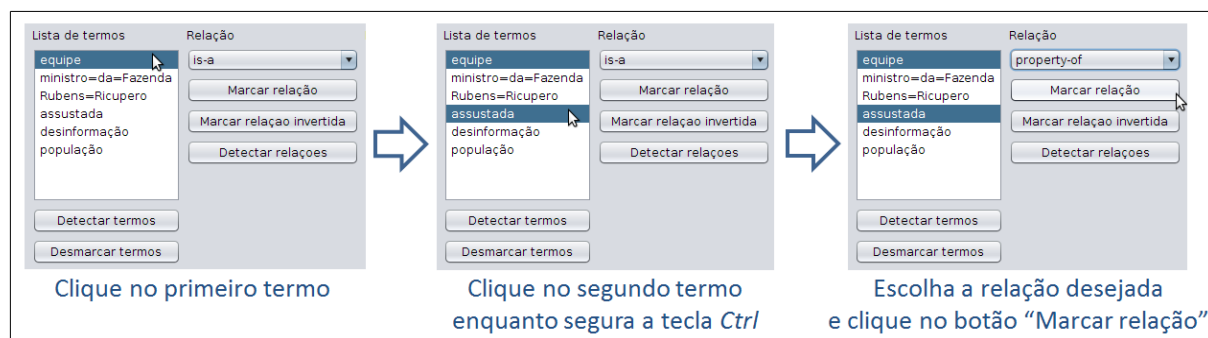 Lista de termos
Relação
equipe
is-a
ministro=da=Fazenda
Rubens=Ricupero
Marcar relação
assustada
Marcar relaçao invertida
desinformação
população
Detectar relaçoes
Detectar termos
Desmarcar termos
Clique no primeiro termo
Lista de termos
Relação
equipe
is-a
ministro=da=Fazenda
Rubens=Ricupero
Marcar relação
assustada
Marcar relaçao invertida
desinformação
população
Detectar relaçoes
Detectar termos
Desmarcar termos
Clique no segundo termo
enquanto segura a tecla Ctrl
Lista de termos
Relação
equipe
property-of
ministro=da=Fazenda
Rubens=Ricupero
Marcar relação
assustada
Marcar relaçao invertida
desinformação
população
Detectar relaçoes
Detectar termos
Desmarcar termos
Escolha a relação desejada
e clique no botão “Marcar relação”